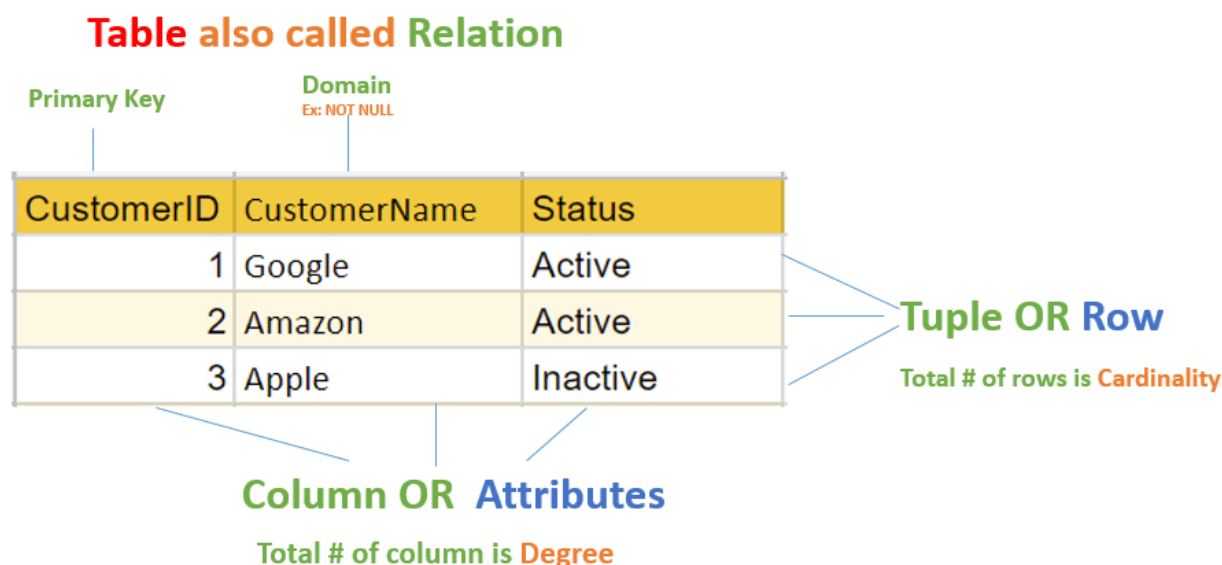 Table also called Relation
Primary Key
Domain
Ex: NOT NULL
CustomerID CustomerName Status
1 Google Active
2 Amazon Active
3 Apple Inactive
Tuple OR Row
Total # of rows is Cardinality
Column OR Attributes
Total # of column is Degree